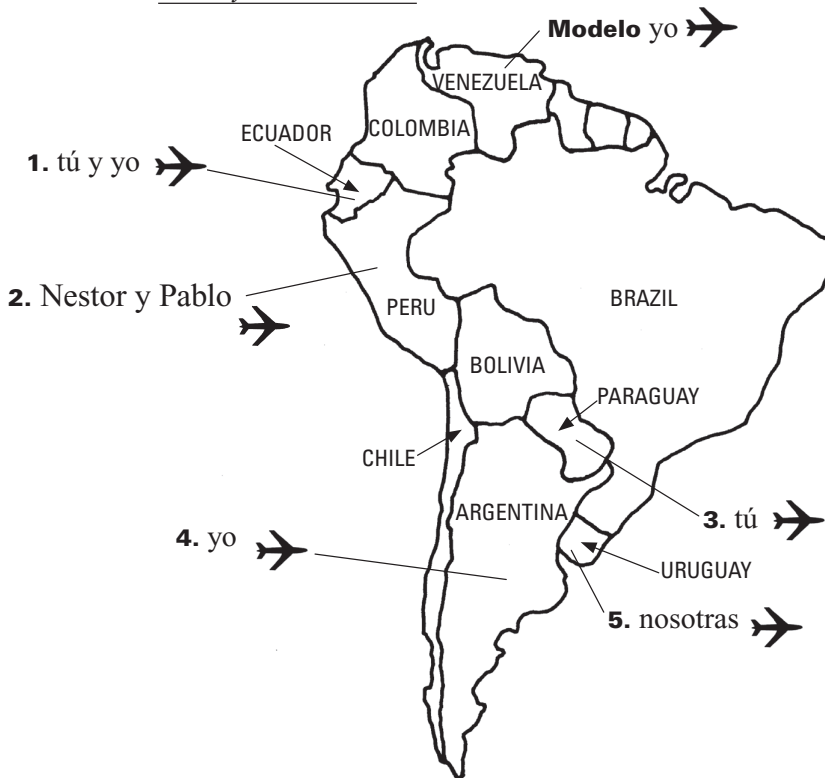 Modelo yo
VENEZUELA
COLOMBIA
ECUADOR
1. tú y yo
2. Nestor y Pablo
PERU
BRAZIL
BOLIVIA
PARAGUAY
CHILE
ARGENTINA
3. tú
4. yo
URUGUAY
5. nosotras